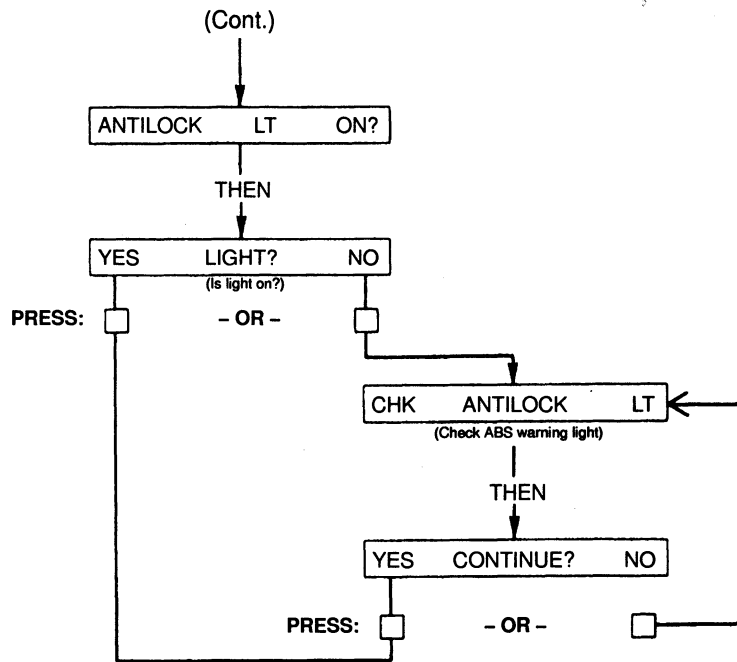 (Cont.)
ANTILOCK LT ON?
THEN
YES LIGHT? NO
(Is light on?)
PRESS: – OR –
CHK ANTILOCK LT
(Check ABS warning light)
THEN
YES CONTINUE? NO
PRESS: – OR –